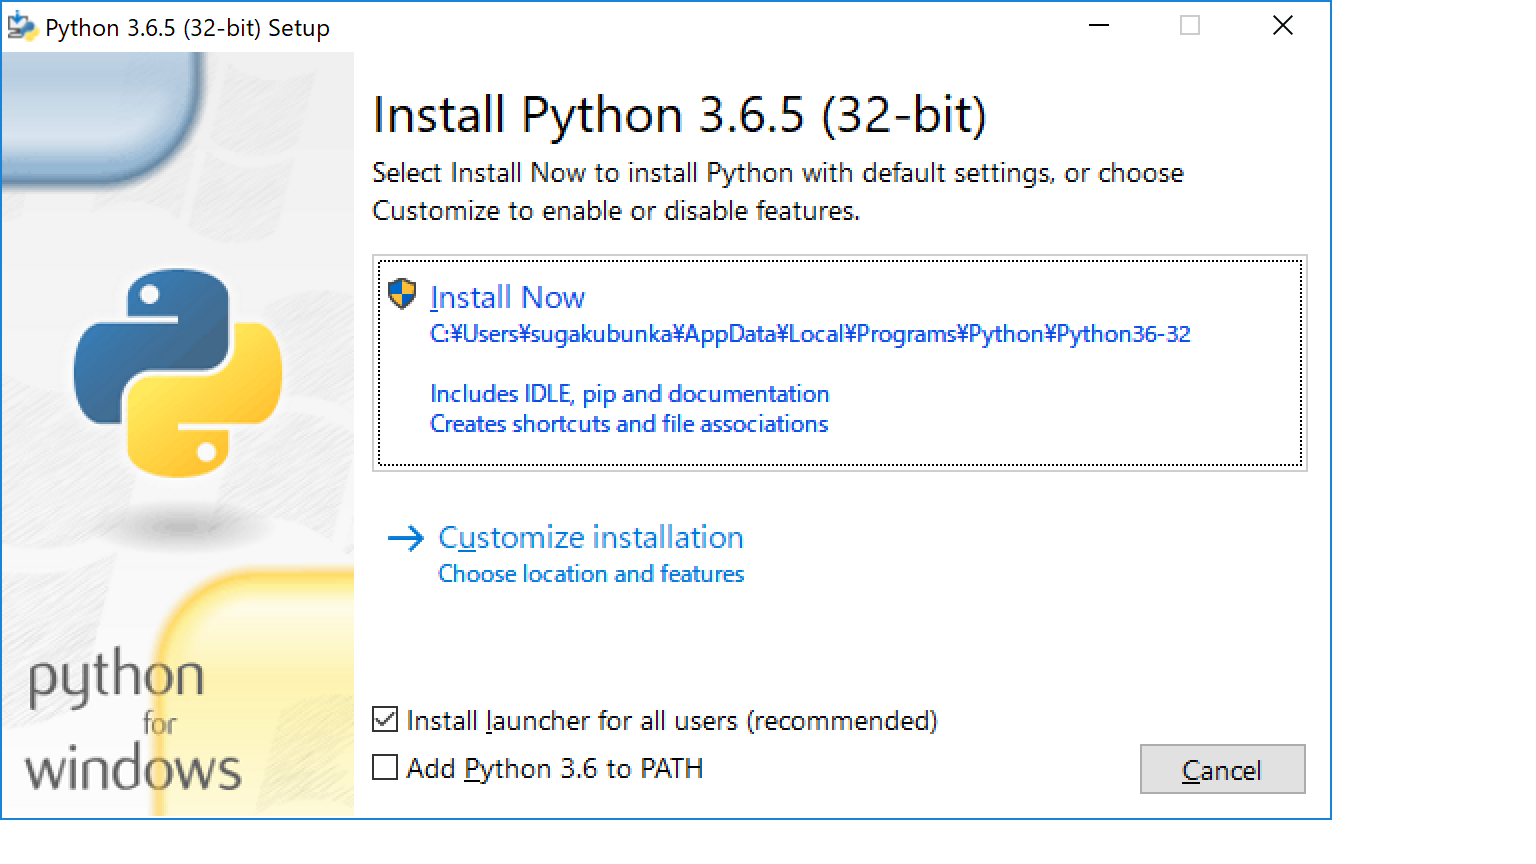 Python 3.6.5 (32-bit) Setup
Install Python 3.6.5 (32-bit)
Select Install Now to install Python with default settings, or choose
Customize to enable or disable features.
Install Now
C:¥Users¥sugakubunka¥AppData¥Local¥Programs¥Python¥Python36-32
Includes IDLE, pip and documentation
Creates shortcuts and file associations
Customize installation
Choose location and features
python
for
windows
Install launcher for all users (recommended)
Add Python 3.6 to PATH
Cancel